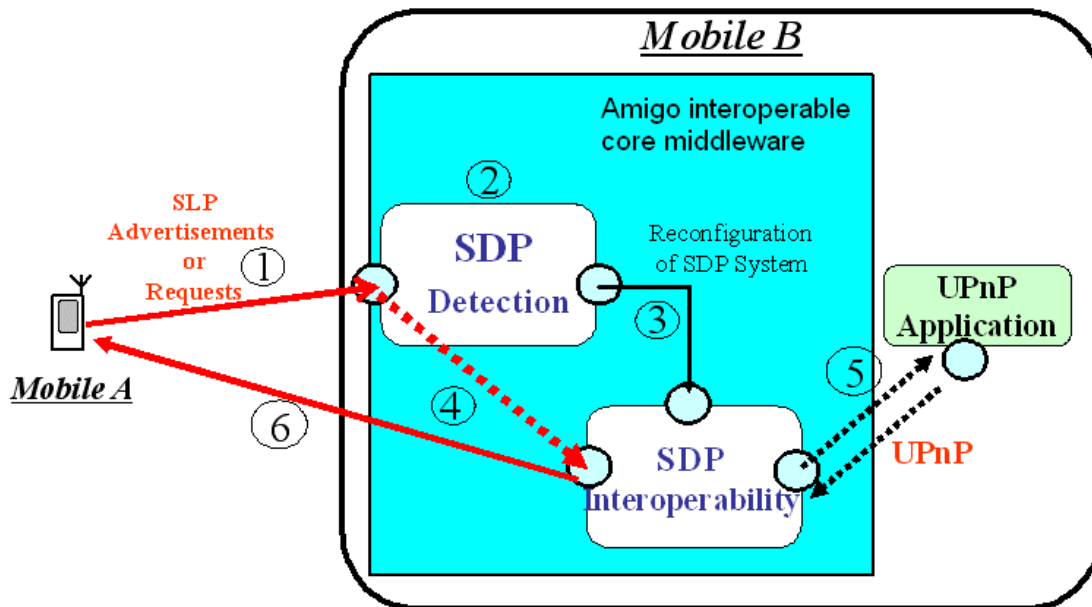 Mobile B
Amigo interoperable
core middleware
②
SLP
Advertisements
or
Requests
①
SDP
Detection
Reconfiguration
of SDP System
③
UPnP
Application
Mobile A
⑥
④
⑤
SDP
Interoperability
UPnP